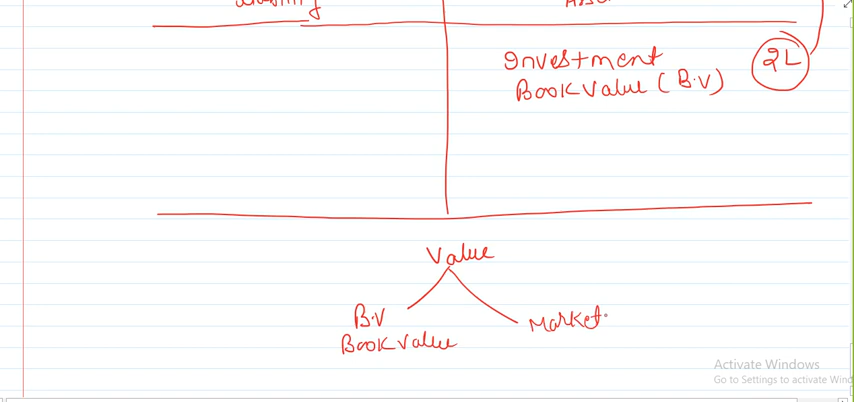 Investment 2L
Book Value (B.V)
Value
B.V Market
Book Value
Activate Windows
Go to Settings to activate Wind